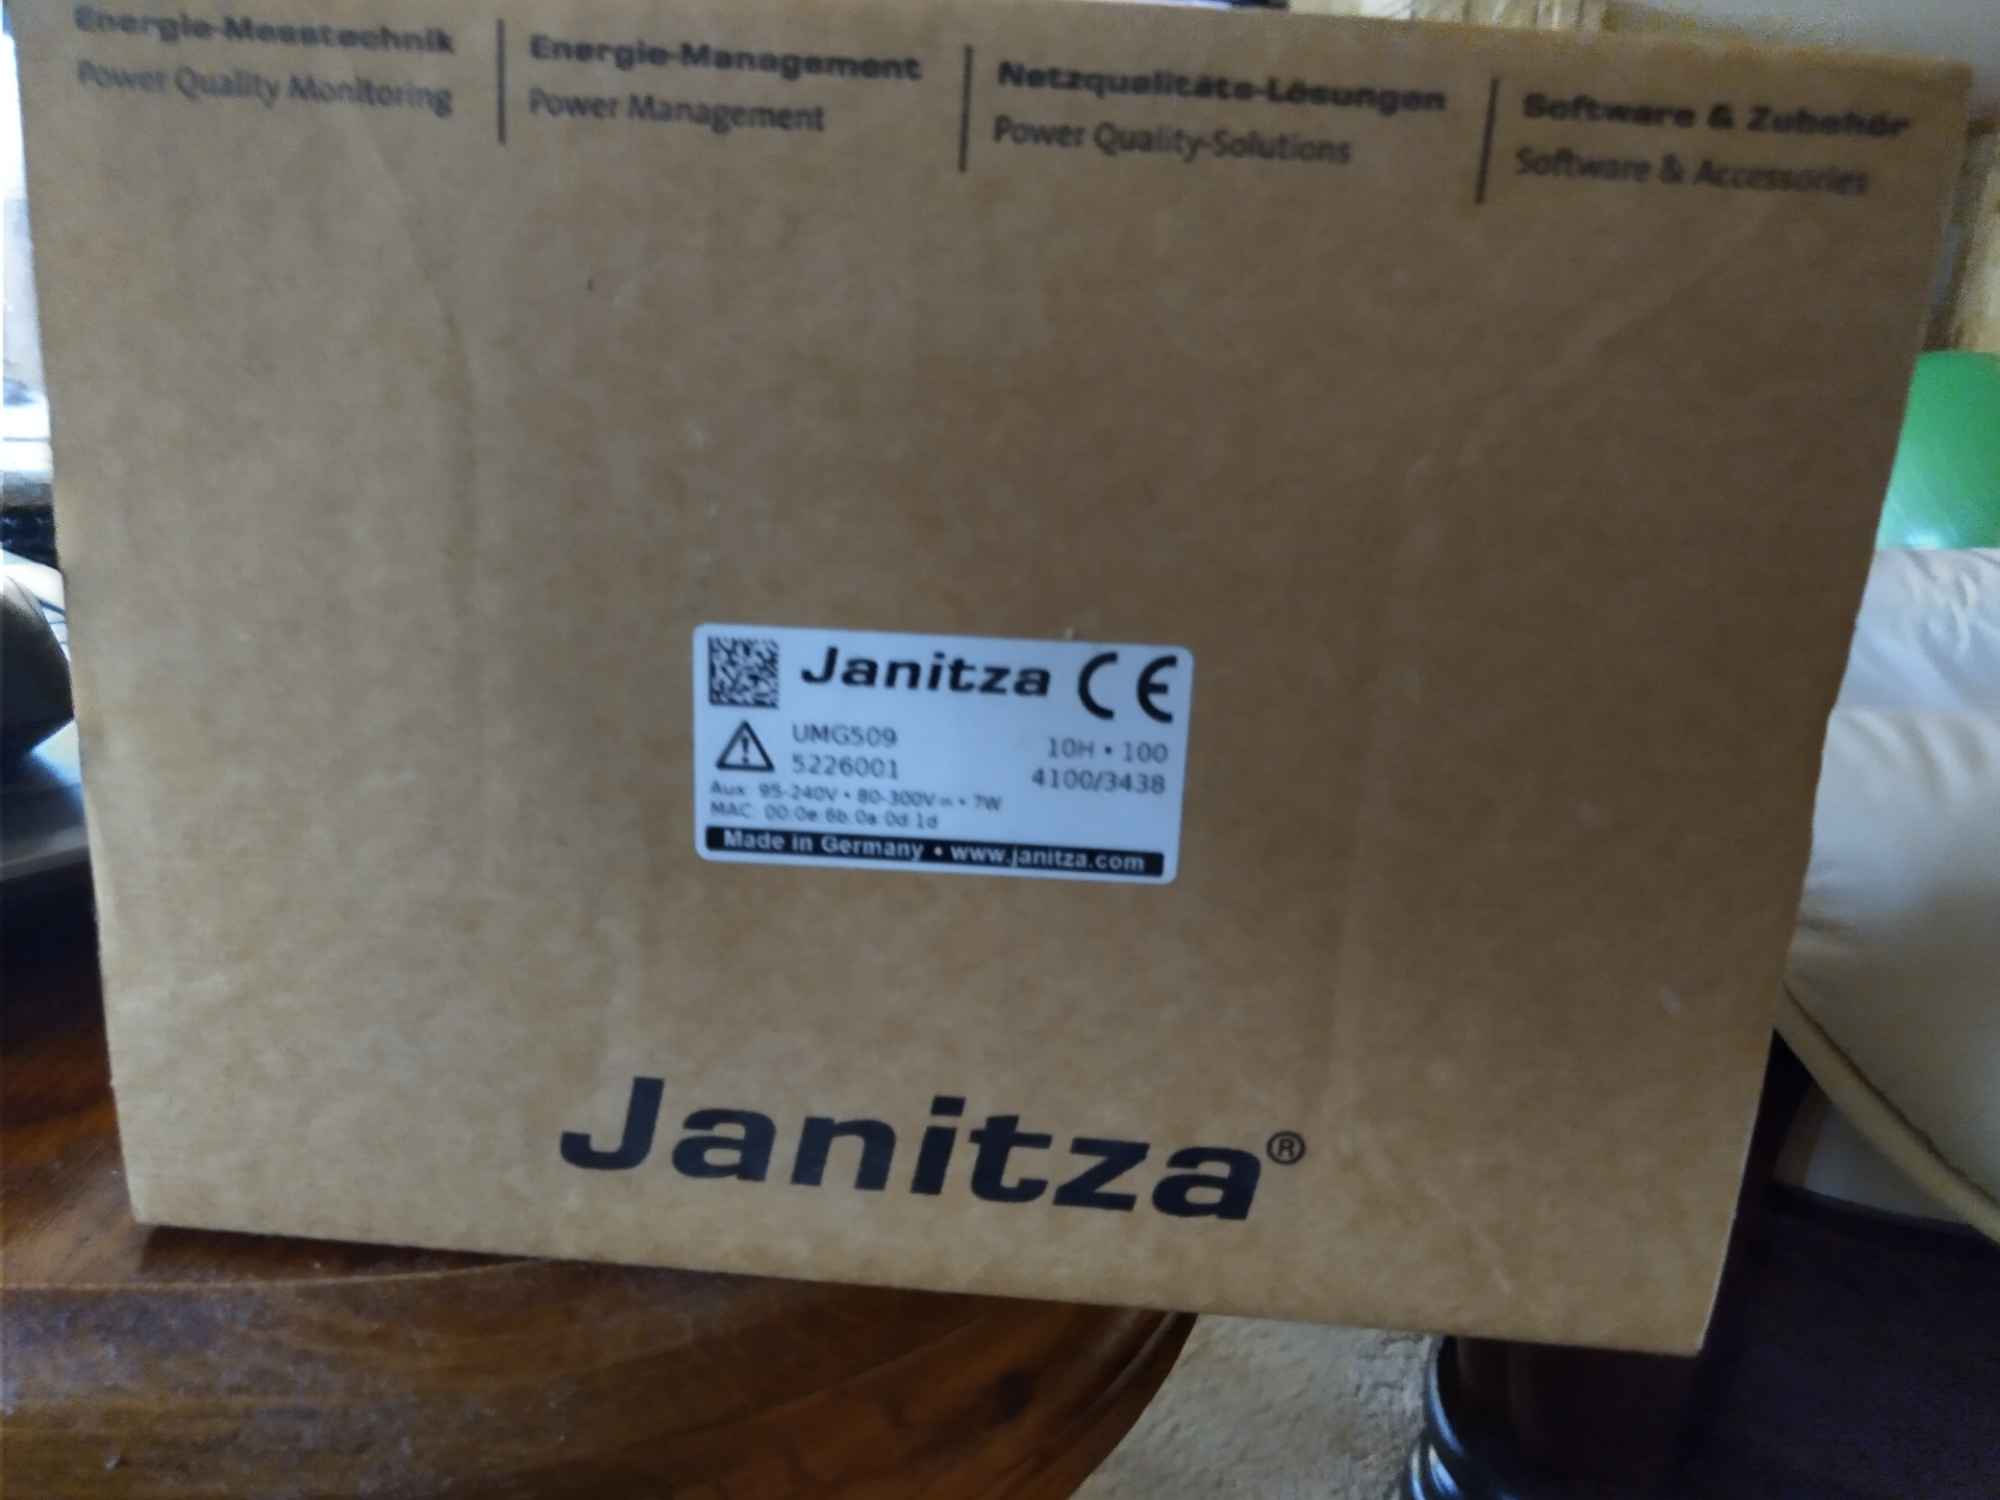 Energie-Messtechnik
Power Quality Monitoring
Energie-Management
Power Management
Netzqualitäts-Lösungen
Power Quality-Solutions
Software & Zubehör
Software & Accessories
Janitza CE
UMG509 10H • 100
5226001 4100/3438
Aux: 95-240V • 80-300V⎓ • 7W
MAC: 00:0e:6b:0a:0d:1d
Made in Germany • www.janitza.com
Janitza®